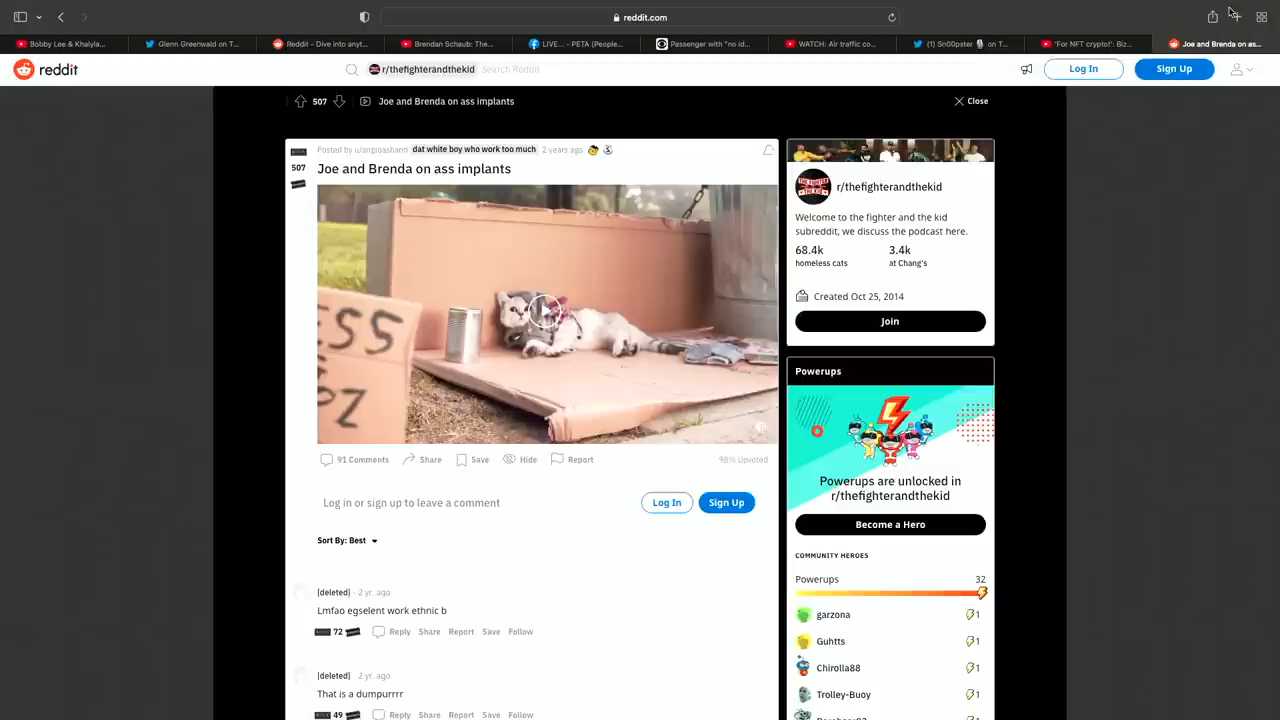 reddit.com
Bobby Lee & Khalyla...
Glenn Greenwald on T...
Reddit - Dive into anyt...
Brendan Schaub: The...
LIVE... - PETA (People...
Passenger with "no id...
WATCH: Air traffic co...
(1) Sn00pster on T...
'For NFT crypto!': Biz...
Joe and Brenda on as...
reddit
r/thefighterandthekid
Search Reddit
Log In
Sign Up
507
Joe and Brenda on ass implants
Close
Posted by u/angioashanti dat white boy who work too much 2 years ago
507
Joe and Brenda on ass implants
ESS
PZ
91 Comments
Share
Save
Hide
Report
98% Upvoted
Log in or sign up to leave a comment
Log In
Sign Up
Sort By: Best
[deleted] · 2 yr. ago
Lmfao egselent work ethnic b
72
Reply
Share
Report
Save
Follow
[deleted] 2 yr. ago
That is a dumpurrrr
49
Reply
Share
Report
Save
Follow
r/thefighterandthekid
Welcome to the fighter and the kid
subreddit, we discuss the podcast here.
68.4k
3.4k
homeless cats
at Chang's
Created Oct 25, 2014
Join
Powerups
Powerups are unlocked in
r/thefighterandthekid
Become a Hero
COMMUNITY HEROES
Powerups
32
garzona
1
Guhtts
1
Chirolla88
1
Trolley-Buoy
1